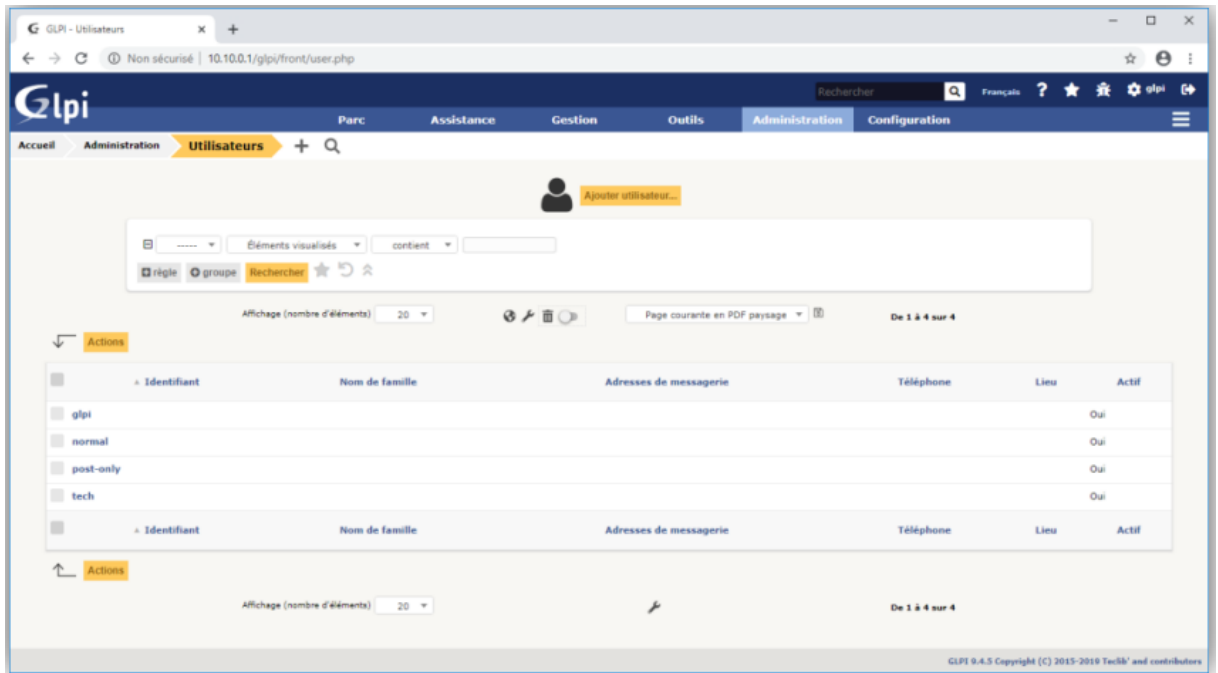 GLPI - Utilisateurs
Non sécurisé | 10.10.0.1/glpi/front/user.php
Glpi
Rechercher Français ? glpi
Parc Assistance Gestion Outils Administration Configuration
Accueil Administration Utilisateurs
Ajouter utilisateur...
----- Éléments visualisés contient
règle groupe Rechercher
Affichage (nombre d'éléments) 20 Page courante en PDF paysage De 1 à 4 sur 4
Actions
Identifiant Nom de famille Adresses de messagerie Téléphone Lieu Actif
glpi Oui
normal Oui
post-only Oui
tech Oui
Identifiant Nom de famille Adresses de messagerie Téléphone Lieu Actif
Actions
Affichage (nombre d'éléments) 20 De 1 à 4 sur 4
GLPI 9.4.5 Copyright (C) 2015-2019 Teclib' and contributors